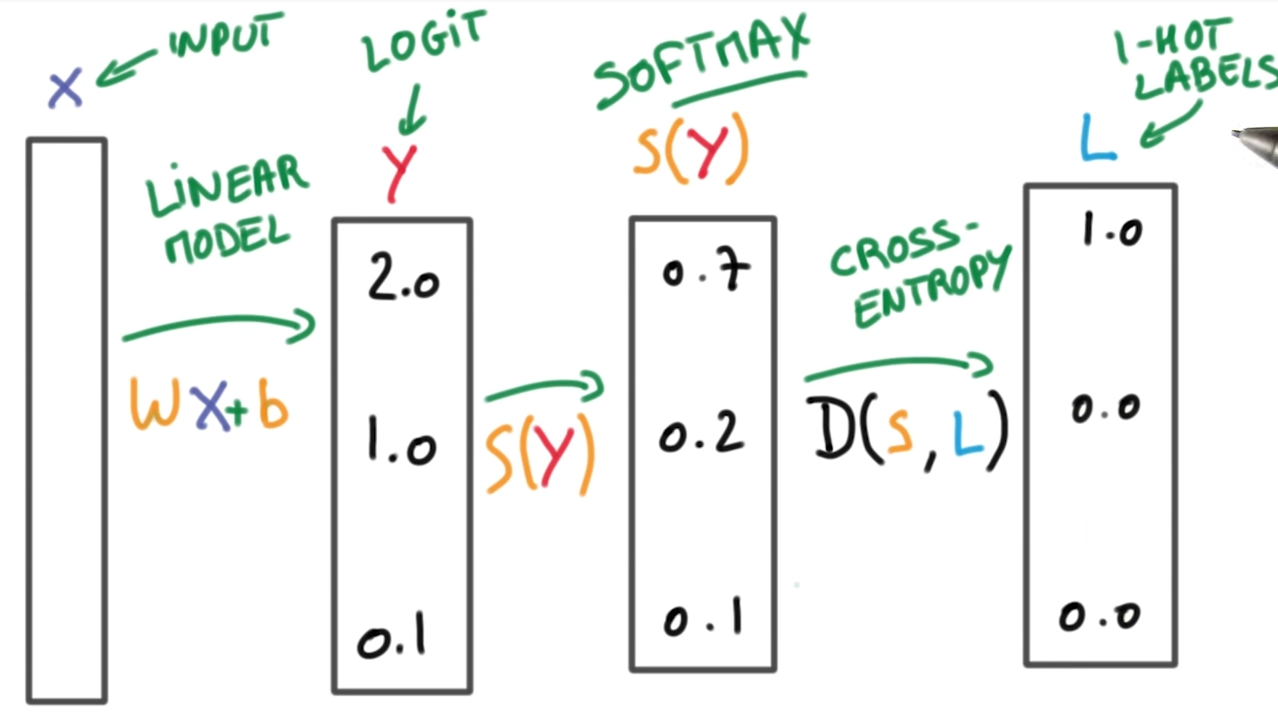 X
INPUT
LINEAR
MODEL
WX+b
LOGIT
Y
2.0
1.0
0.1
S(Y)
SOFTMAX
S(Y)
0.7
0.2
0.1
CROSS-
ENTROPY
D(S, L)
1-HOT
LABELS
L
1.0
0.0
0.0